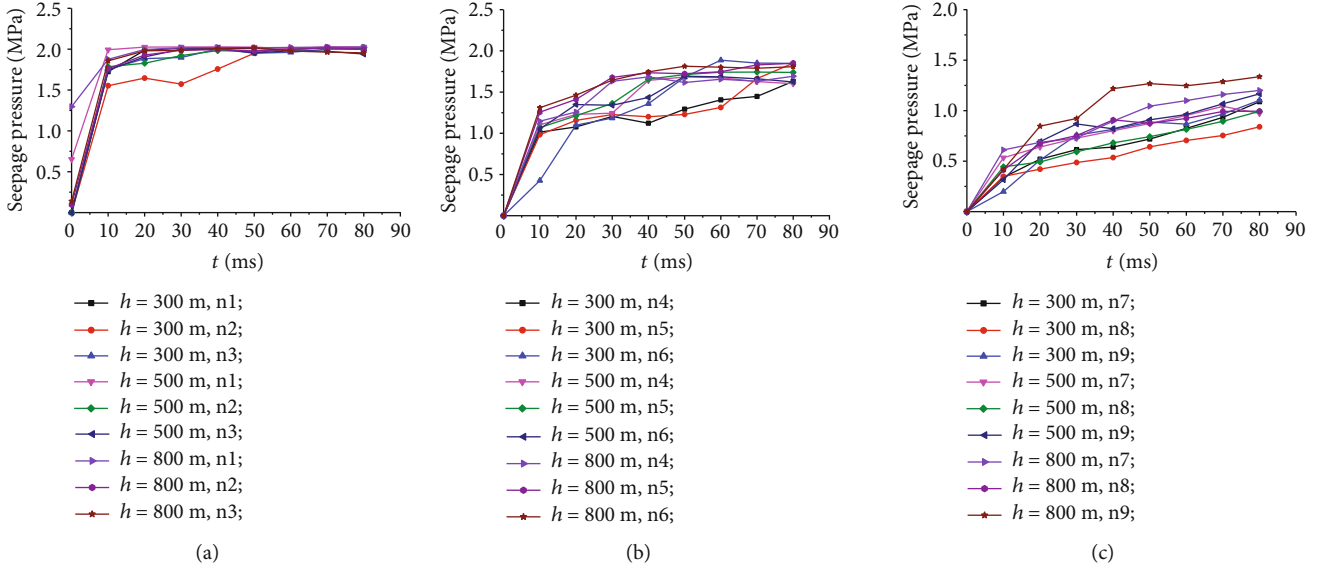 Seepage pressure (MPa)
2.5
2.0
1.5
1.0
0.5
0
0 10 20 30 40 50 60 70 80 90
t (ms)
h = 300 m, n1;
h = 300 m, n2;
h = 300 m, n3;
h = 500 m, n1;
h = 500 m, n2;
h = 500 m, n3;
h = 800 m, n1;
h = 800 m, n2;
h = 800 m, n3;
(a)
Seepage pressure (MPa)
2.5
2.0
1.5
1.0
0.5
0
0 10 20 30 40 50 60 70 80 90
t (ms)
h = 300 m, n4;
h = 300 m, n5;
h = 300 m, n6;
h = 500 m, n4;
h = 500 m, n5;
h = 500 m, n6;
h = 800 m, n4;
h = 800 m, n5;
h = 800 m, n6;
(b)
Seepage pressure (MPa)
2.0
1.5
1.0
0.5
0
0 10 20 30 40 50 60 70 80 90
t (ms)
h = 300 m, n7;
h = 300 m, n8;
h = 300 m, n9;
h = 500 m, n7;
h = 500 m, n8;
h = 500 m, n9;
h = 800 m, n7;
h = 800 m, n8;
h = 800 m, n9;
(c)